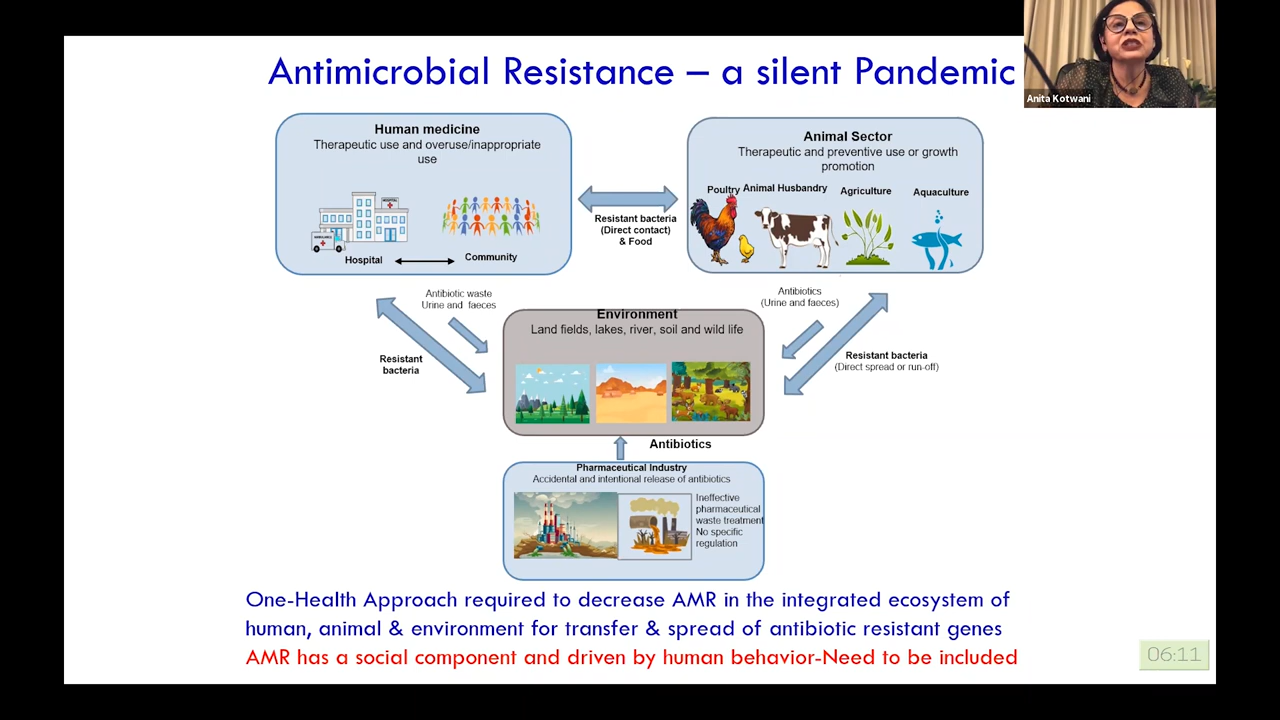 Antimicrobial Resistance – a silent Pandemic
Anita Kotwani
Human medicine
Therapeutic use and overuse/inappropriate
use
HOSPITAL
AMBULANCE
Hospital
Community
Resistant bacteria
(Direct contact)
& Food
Animal Sector
Therapeutic and preventive use or growth
promotion
Poultry
Animal Husbandry
Agriculture
Aquaculture
Antibiotic waste
Urine and faeces
Resistant
bacteria
Antibiotics
(Urine and faeces)
Resistant bacteria
(Direct spread or run-off)
Environment
Land fields, lakes, river, soil and wild life
Antibiotics
Pharmaceutical Industry
Accidental and intentional release of antibiotics
Ineffective
pharmaceutical
waste treatment
No specific
regulation
One-Health Approach required to decrease AMR in the integrated ecosystem of
human, animal & environment for transfer & spread of antibiotic resistant genes
AMR has a social component and driven by human behavior-Need to be included
06:11